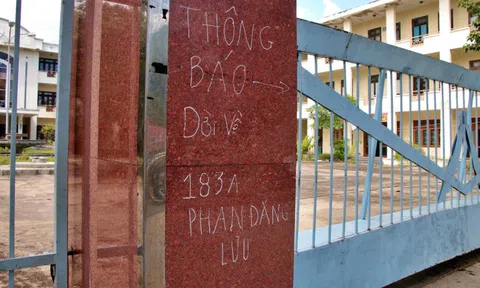 THÔNG
BÁO →
Dời Về
183A
PHAN ĐĂNG
LƯU